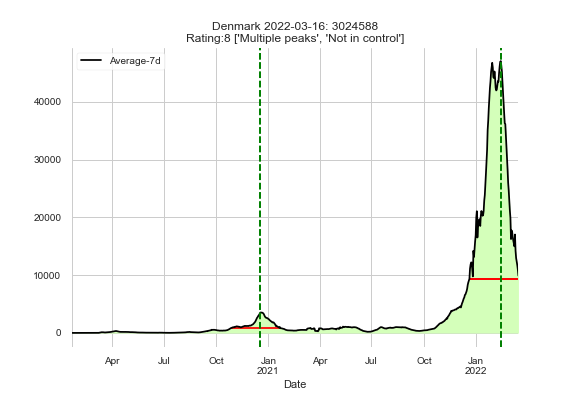 Denmark 2022-03-16: 3024588
Rating:8 ['Multiple peaks', 'Not in control']
Average-7d
40000
30000
20000
10000
0
Apr
Jul
Oct
Jan
2021
Apr
Jul
Oct
Jan
2022
Date